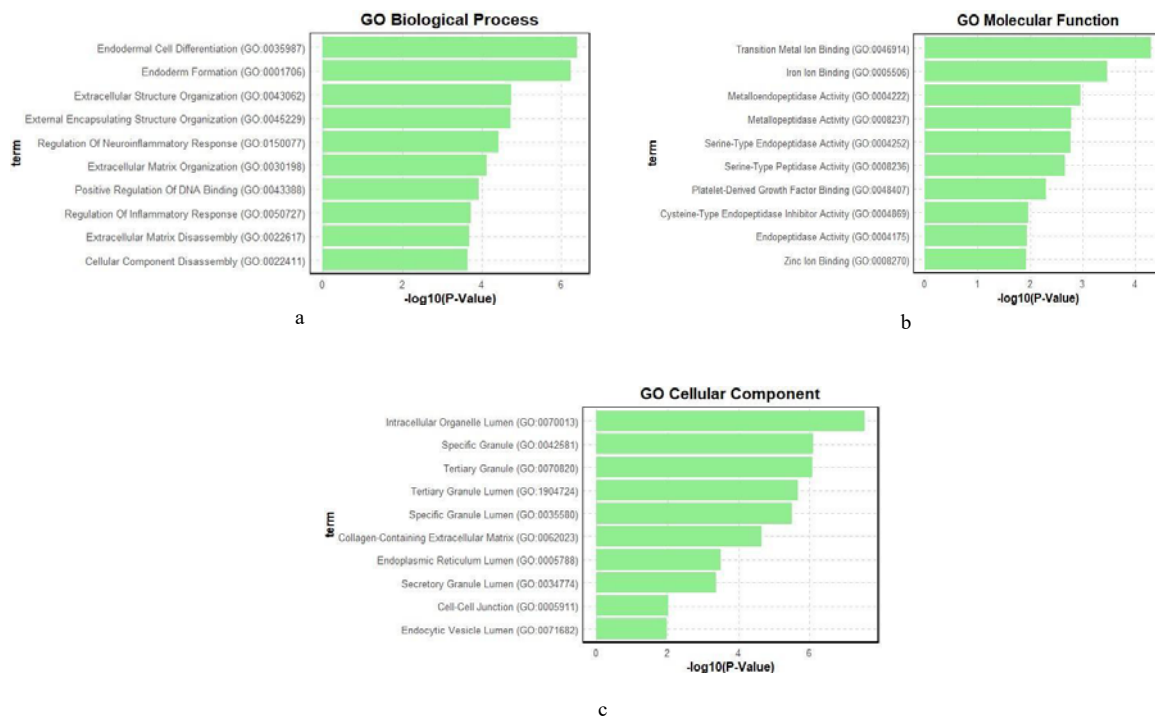 GO Biological Process
term
Endodermal Cell Differentiation (GO:0035987)
Endoderm Formation (GO:0001706)
Extracellular Structure Organization (GO:0043062)
External Encapsulating Structure Organization (GO:0045229)
Regulation Of Neuroinflammatory Response (GO:0150077)
Extracellular Matrix Organization (GO:0030198)
Positive Regulation Of DNA Binding (GO:0043388)
Regulation Of Inflammatory Response (GO:0050727)
Extracellular Matrix Disassembly (GO:0022617)
Cellular Component Disassembly (GO:0022411)
0 2 4 6
-log10(P-Value)
a
GO Molecular Function
term
Transition Metal Ion Binding (GO:0046914)
Iron Ion Binding (GO:0005506)
Metalloendopeptidase Activity (GO:0004222)
Metallopeptidase Activity (GO:0008237)
Serine-Type Endopeptidase Activity (GO:0004252)
Serine-Type Peptidase Activity (GO:0008236)
Platelet-Derived Growth Factor Binding (GO:0048407)
Cysteine-Type Endopeptidase Inhibitor Activity (GO:0004869)
Endopeptidase Activity (GO:0004175)
Zinc Ion Binding (GO:0008270)
0 1 2 3 4
-log10(P-Value)
b
GO Cellular Component
term
Intracellular Organelle Lumen (GO:0070013)
Specific Granule (GO:0042581)
Tertiary Granule (GO:0070820)
Tertiary Granule Lumen (GO:1904724)
Specific Granule Lumen (GO:0035580)
Collagen-Containing Extracellular Matrix (GO:0062023)
Endoplasmic Reticulum Lumen (GO:0005788)
Secretory Granule Lumen (GO:0034774)
Cell-Cell Junction (GO:0005911)
Endocytic Vesicle Lumen (GO:0071682)
0 2 4 6
-log10(P-Value)
c